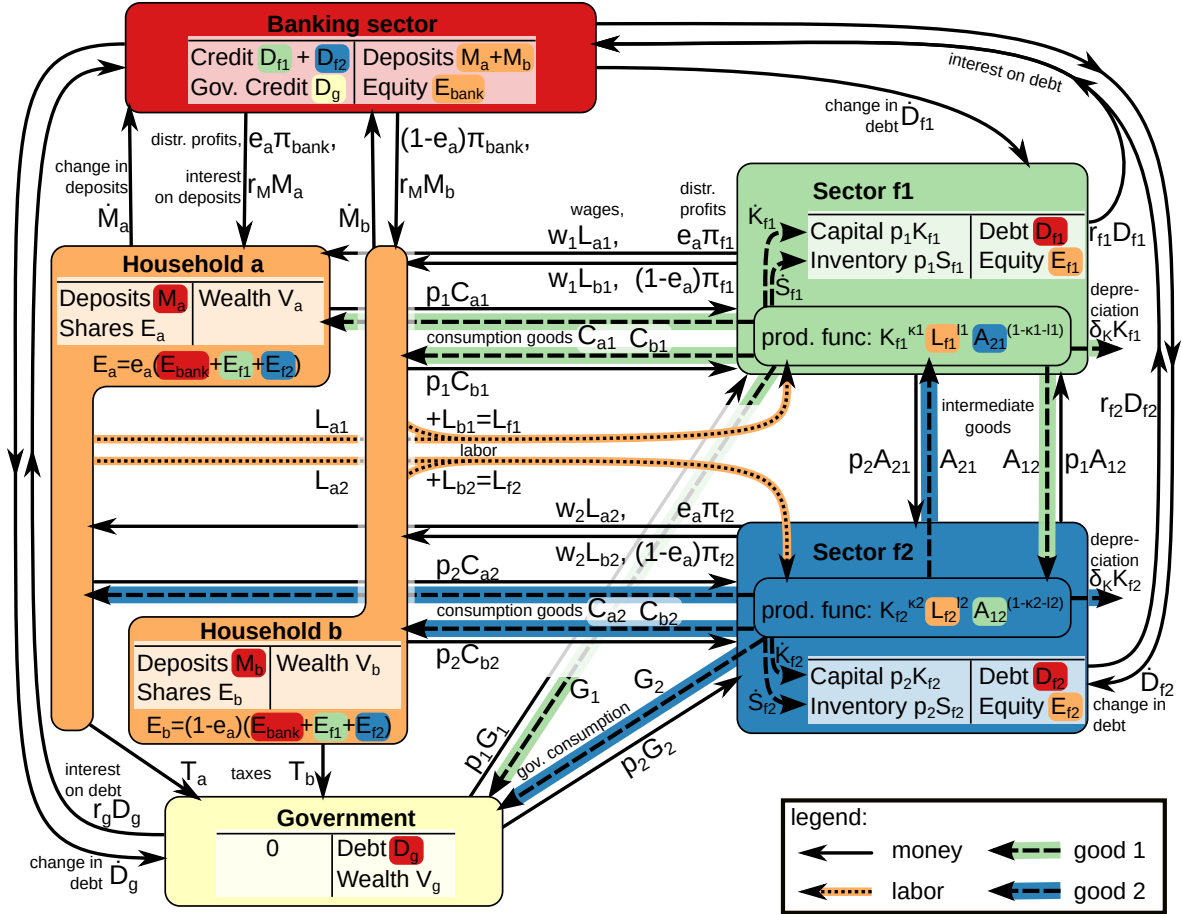 Banking sector
Credit D_f1 + D_f2 Deposits M_a+M_b
Gov. Credit D_g Equity E_bank
interest on debt
change in
debt Ḋ_f1
distr. profits, e_aπ_bank, (1-e_a)π_bank,
change in
deposits
Ṁ_a
interest
on deposits r_MM_a
Ṁ_b
r_MM_b
Sector f1
K̇_f1
Capital p_1K_f1 Debt D_f1
Inventory p_1S_f1 Equity E_f1
Ṡ_f1
prod. func: K_f1^κ1 L_f1^l1 A_21^(1-κ1-l1)
r_f1D_f1
depre-
ciation
δ_KK_f1
wages, distr.
profits
w_1L_a1, e_aπ_f1
w_1L_b1, (1-e_a)π_f1
Household a
Deposits M_a Wealth V_a
Shares E_a
E_a=e_a(E_bank+E_f1+E_f2)
p_1C_a1
consumption goods C_a1 C_b1
p_1C_b1
L_a1 +L_b1=L_f1
labor
L_a2 +L_b2=L_f2
intermediate
goods
p_2A_21 A_21 A_12 p_1A_12
r_f2D_f2
w_2L_a2, e_aπ_f2
w_2L_b2, (1-e_a)π_f2
p_2C_a2
consumption goods C_a2 C_b2
p_2C_b2
Sector f2
prod. func: K_f2^κ2 L_f2^l2 A_12^(1-κ2-l2)
K̇_f2
Capital p_2K_f2 Debt D_f2
Inventory p_2S_f2 Equity E_f2
Ṡ_f2
depre-
ciation
δ_KK_f2
Ḋ_f2
change in
debt
Household b
Deposits M_b Wealth V_b
Shares E_b
E_b=(1-e_a)(E_bank+E_f1+E_f2)
G_1 G_2
p_1G_1
gov. consumption
p_2G_2
T_a taxes T_b
interest
on debt
r_gD_g
change in
debt Ḋ_g
Government
0 Debt D_g
Wealth V_g
legend:
money good 1
labor good 2